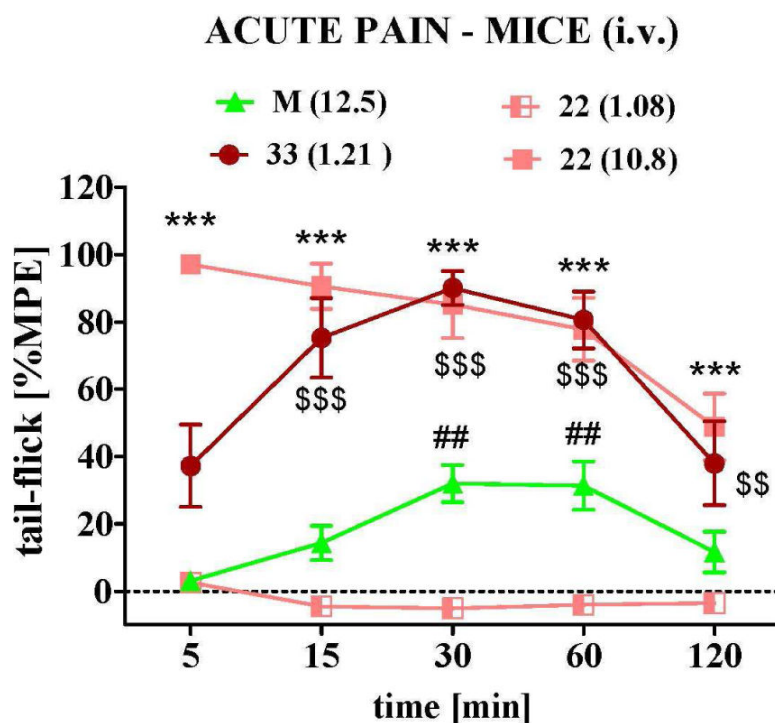 ACUTE PAIN - MICE (i.v.)
M (12.5)
22 (1.08)
33 (1.21 )
22 (10.8)
tail-flick [%MPE]
120
100
80
60
40
20
0
*** *** *** *** ***
$$$ $$$ $$$ $$
## ##
5 15 30 60 120
time [min]